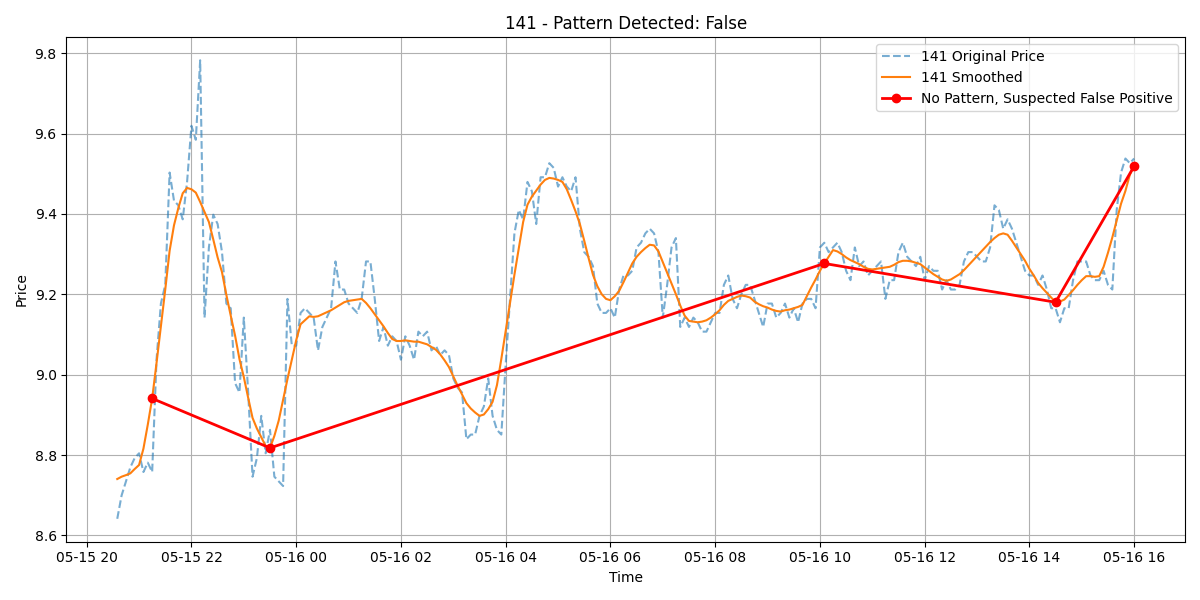 141 - Pattern Detected: False
141 Original Price
141 Smoothed
No Pattern, Suspected False Positive
Price
9.8
9.6
9.4
9.2
9.0
8.8
8.6
05-15 20 05-15 22 05-16 00 05-16 02 05-16 04 05-16 06 05-16 08 05-16 10 05-16 12 05-16 14 05-16 16
Time